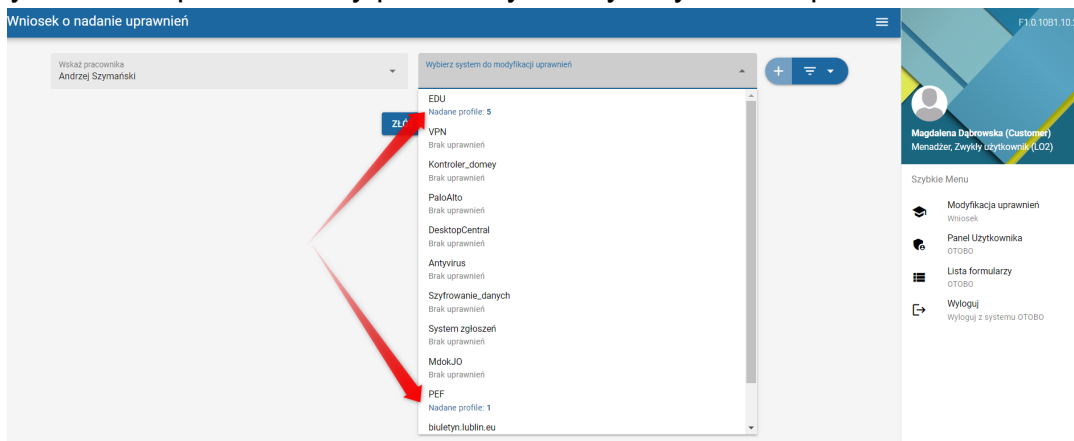 Wniosek o nadanie uprawnień
F1.0.10B1.10.
Wskaż pracownika
Andrzej Szymański
Wybierz system do modyfikacji uprawnień
EDU
Nadane profile: 5
VPN
Brak uprawnień
Kontroler_domey
Brak uprawnień
PaloAlto
Brak uprawnień
DesktopCentral
Brak uprawnień
Antyvirus
Brak uprawnień
Szyfrowanie_danych
Brak uprawnień
System zgłoszeń
Brak uprawnień
MdokJO
Brak uprawnień
PEF
Nadane profile: 1
biuletyn.lublin.eu
Magdalena Dąbrowska (Customer)
Menadżer, Zwykły użytkownik (LO2)
Szybkie Menu
Modyfikacja uprawnień
Wniosek
Panel Użytkownika
OTOBO
Lista formularzy
OTOBO
Wyloguj
Wyloguj z systemu OTOBO